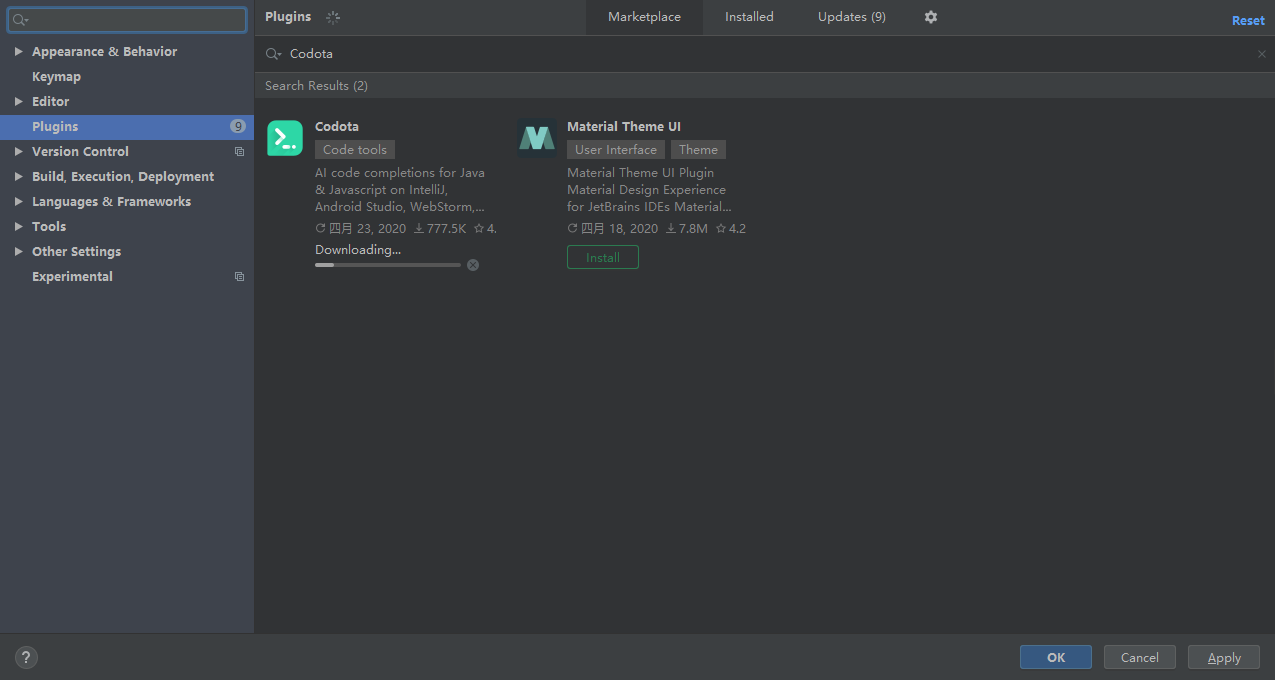 Appearance & Behavior
Keymap
Editor
Plugins
9
Version Control
Build, Execution, Deployment
Languages & Frameworks
Tools
Other Settings
Experimental
Plugins
Marketplace
Installed
Updates (9)
Reset
Codota
Search Results (2)
Codota
Code tools
AI code completions for Java
& Javascript on IntelliJ,
Android Studio, WebStorm,...
四月 23, 2020 777.5K 4.
Downloading...
Material Theme UI
User Interface Theme
Material Theme UI Plugin
Material Design Experience
for JetBrains IDEs Material...
四月 18, 2020 7.8M 4.2
Install
?
OK
Cancel
Apply